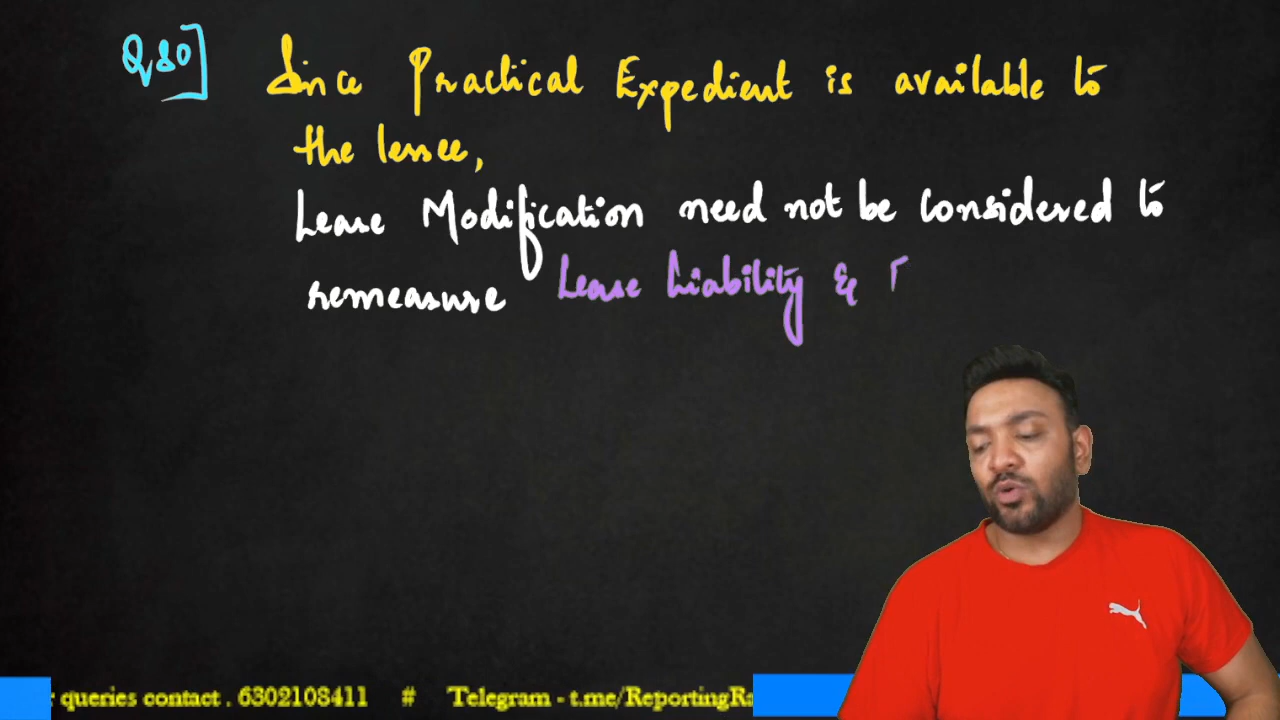 Q80]
Since Practical Expedient is available to
the lessee,
Lease Modification need not be considered to
remeasure Lease Liability &
queries contact . 6302108411 # Telegram - t.me/ReportingRa